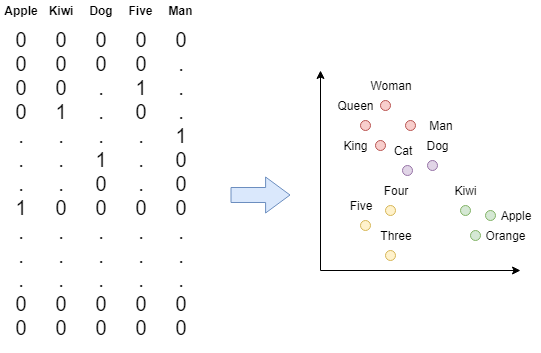 Apple Kiwi Dog Five Man
0 0 0 0 0
0 0 0 0 .
0 0 . 1 .
0 1 . 0 .
. . . . 1
. . 1 . 0
. . 0 . 0
1 0 0 0 0
. . . . .
. . . . .
. . . . .
0 0 0 0 0
0 0 0 0 0
Woman
Queen
Man
King
Cat
Dog
Four
Kiwi
Five
Apple
Three
Orange